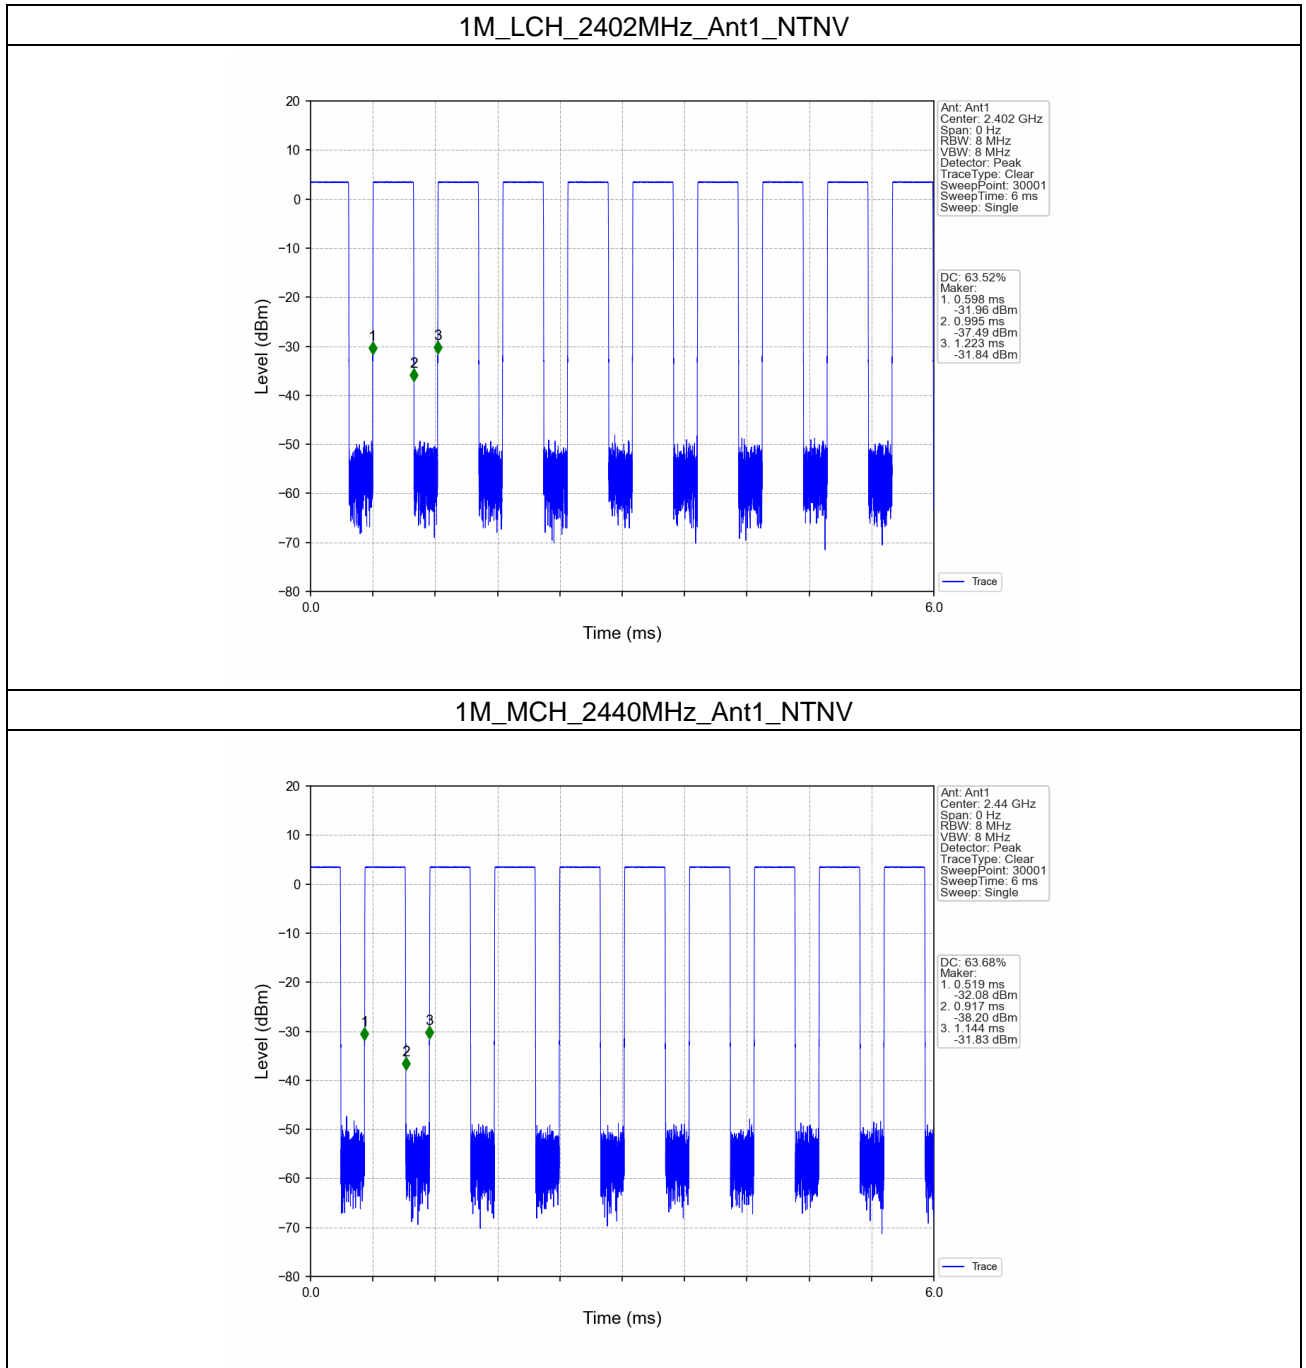 1M_LCH_2402MHz_Ant1_NTNV
20
10
0
−10
−20
−30
−40
−50
−60
−70
−80
Level (dBm)
0.0
6.0
Time (ms)
1
2
3
Ant: Ant1
Center: 2.402 GHz
Span: 0 Hz
RBW: 8 MHz
VBW: 8 MHz
Detector: Peak
TraceType: Clear
SweepPoint: 30001
SweepTime: 6 ms
Sweep: Single
DC: 63.52%
Maker:
1. 0.598 ms
-31.96 dBm
2. 0.995 ms
-37.49 dBm
3. 1.223 ms
-31.84 dBm
Trace
1M_MCH_2440MHz_Ant1_NTNV
20
10
0
−10
−20
−30
−40
−50
−60
−70
−80
Level (dBm)
0.0
6.0
Time (ms)
1
2
3
Ant: Ant1
Center: 2.44 GHz
Span: 0 Hz
RBW: 8 MHz
VBW: 8 MHz
Detector: Peak
TraceType: Clear
SweepPoint: 30001
SweepTime: 6 ms
Sweep: Single
DC: 63.68%
Maker:
1. 0.519 ms
-32.08 dBm
2. 0.917 ms
-38.20 dBm
3. 1.144 ms
-31.83 dBm
Trace